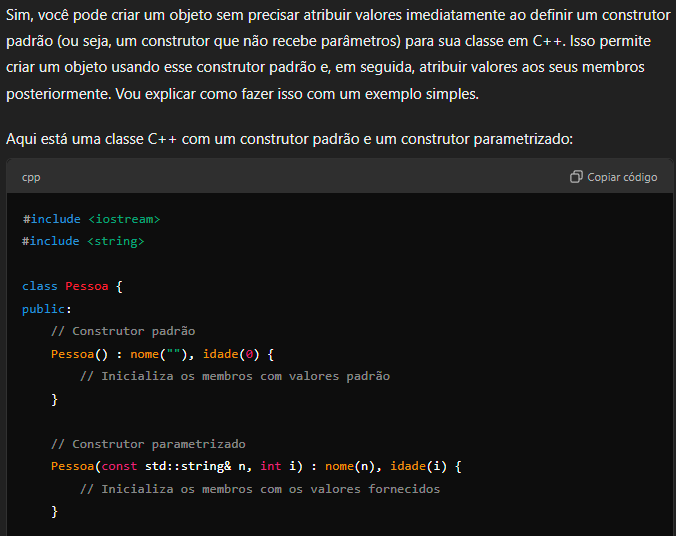 Sim, você pode criar um objeto sem precisar atribuir valores imediatamente ao definir um construtor
padrão (ou seja, um construtor que não recebe parâmetros) para sua classe em C++. Isso permite
criar um objeto usando esse construtor padrão e, em seguida, atribuir valores aos seus membros
posteriormente. Vou explicar como fazer isso com um exemplo simples.
Aqui está uma classe C++ com um construtor padrão e um construtor parametrizado:
cpp Copiar código
#include <iostream>
#include <string>
class Pessoa {
public:
    // Construtor padrão
    Pessoa() : nome(""), idade(0) {
        // Inicializa os membros com valores padrão
    }
    // Construtor parametrizado
    Pessoa(const std::string& n, int i) : nome(n), idade(i) {
        // Inicializa os membros com os valores fornecidos
    }